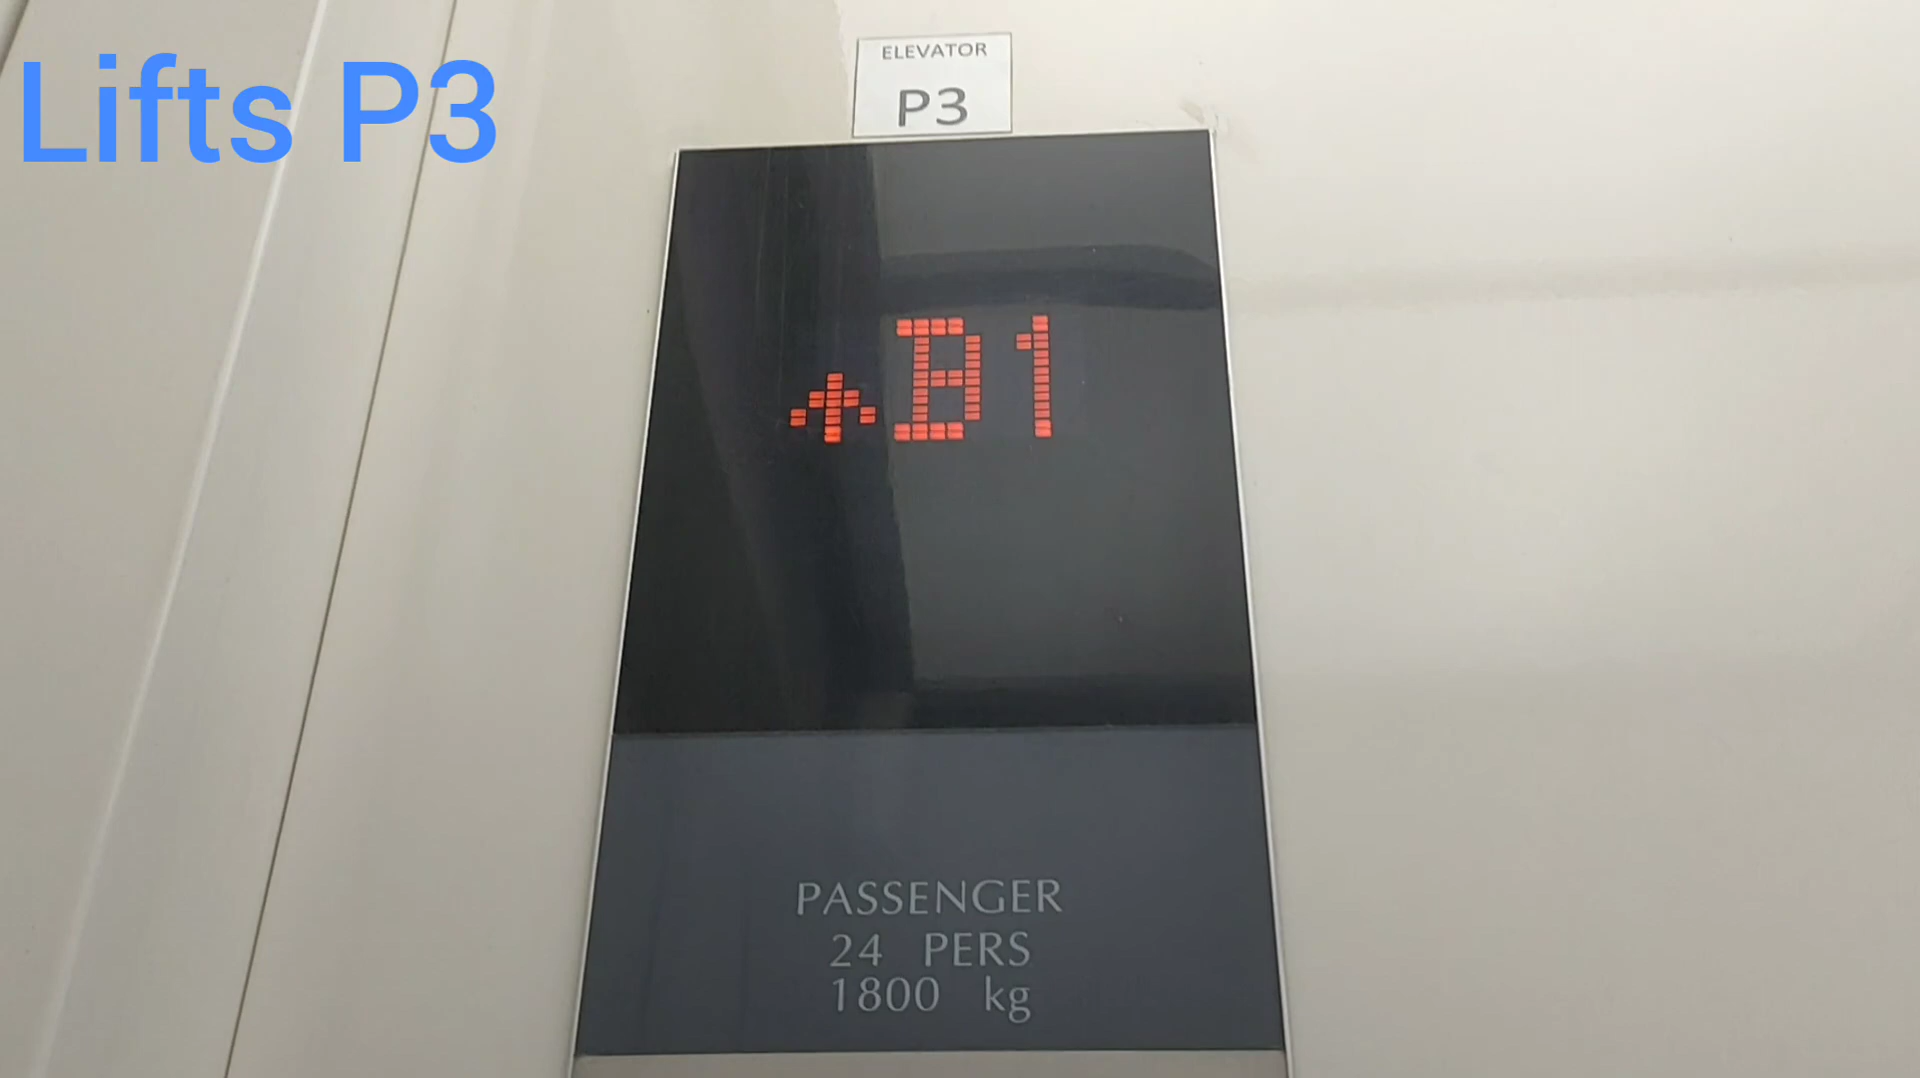 Lifts P3
ELEVATOR
P3
B1
PASSENGER
24 PERS
1800 kg